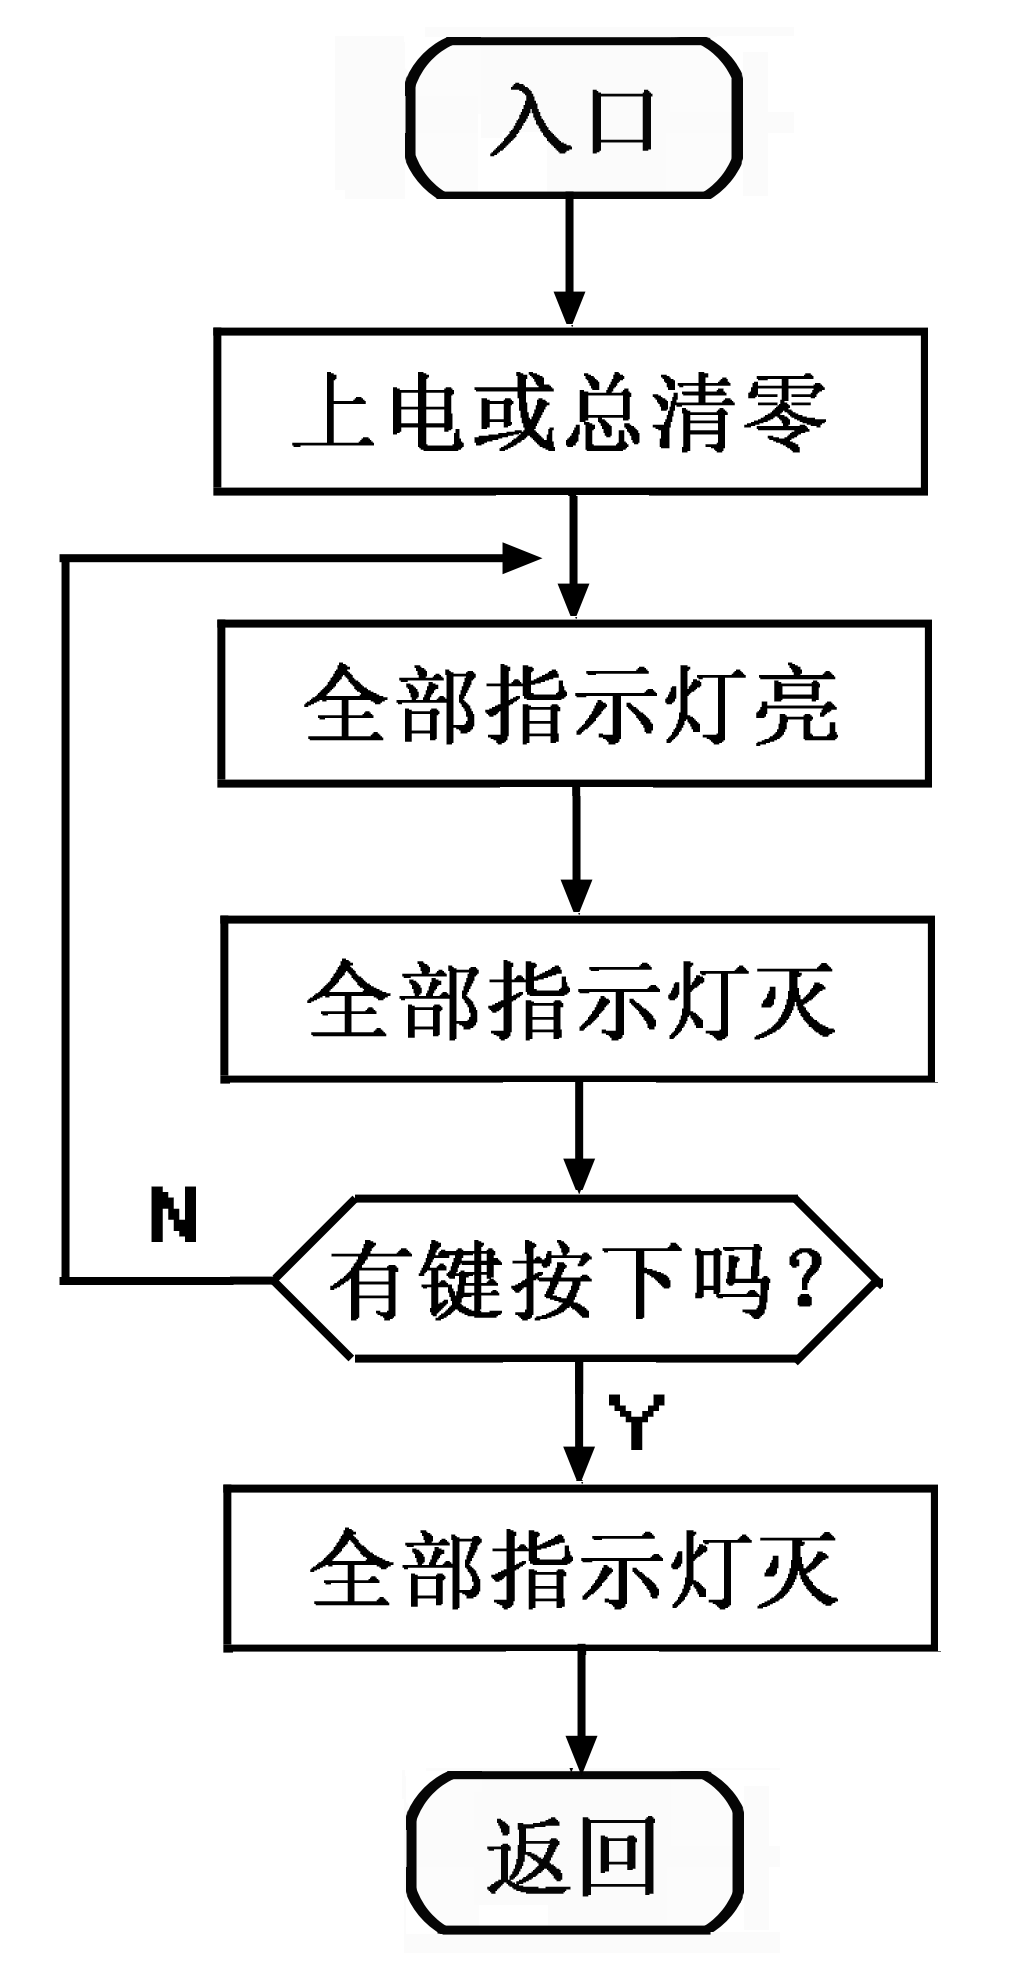 入口
上电或总清零
全部指示灯亮
全部指示灯灭
N
有键按下吗?
Y
全部指示灯灭
返回